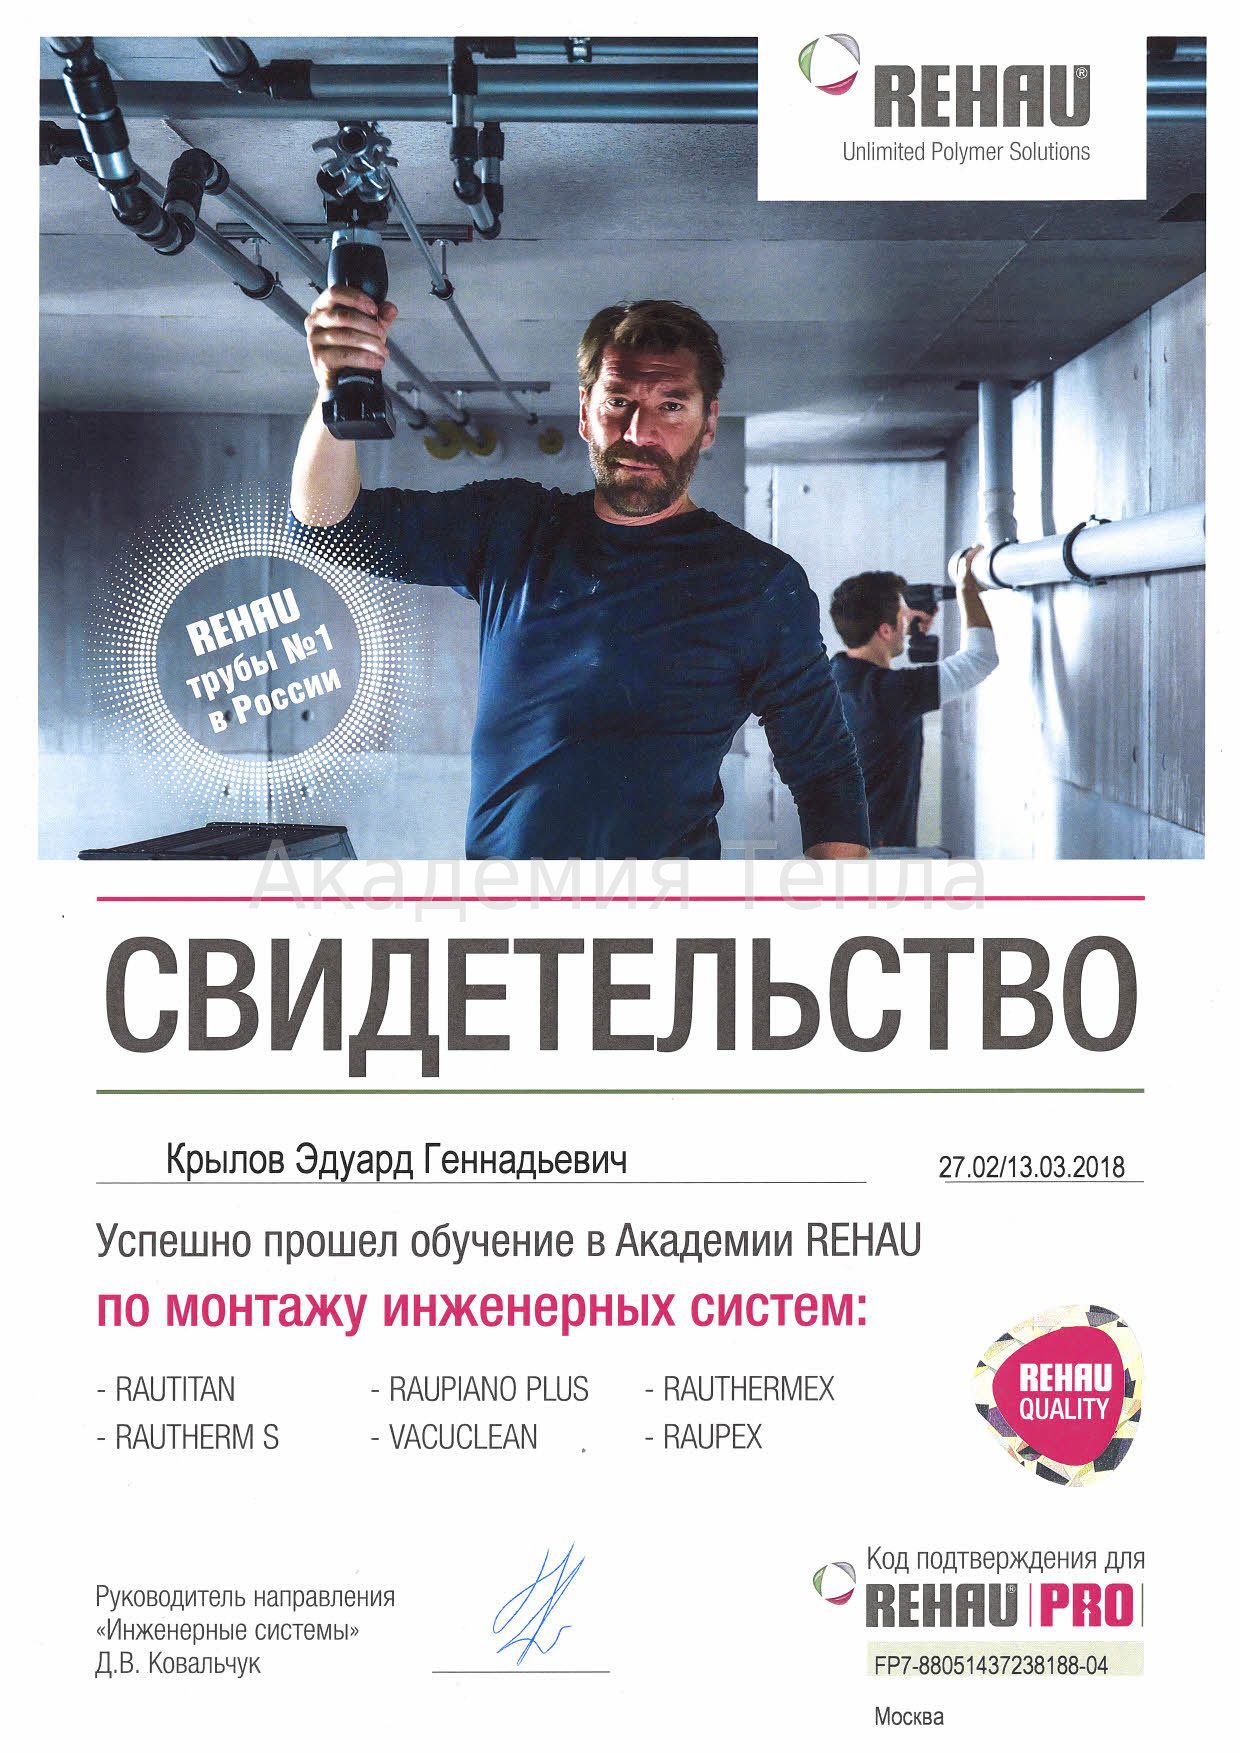 REHAU®
Unlimited Polymer Solutions
REHAU
трубы №1
в России
Академия Тепла
СВИДЕТЕЛЬСТВО
Крылов Эдуард Геннадьевич
27.02/13.03.2018
Успешно прошел обучение в Академии REHAU
по монтажу инженерных систем:
- RAUTITAN
- RAUPIANO PLUS
- RAUTHERMEX
- RAUTHERM S
- VACUCLEAN
- RAUPEX
REHAU
QUALITY
Руководитель направления
«Инженерные системы»
Д.В. Ковальчук
Код подтверждения для
REHAU® PRO
FP7-88051437238188-04
Москва